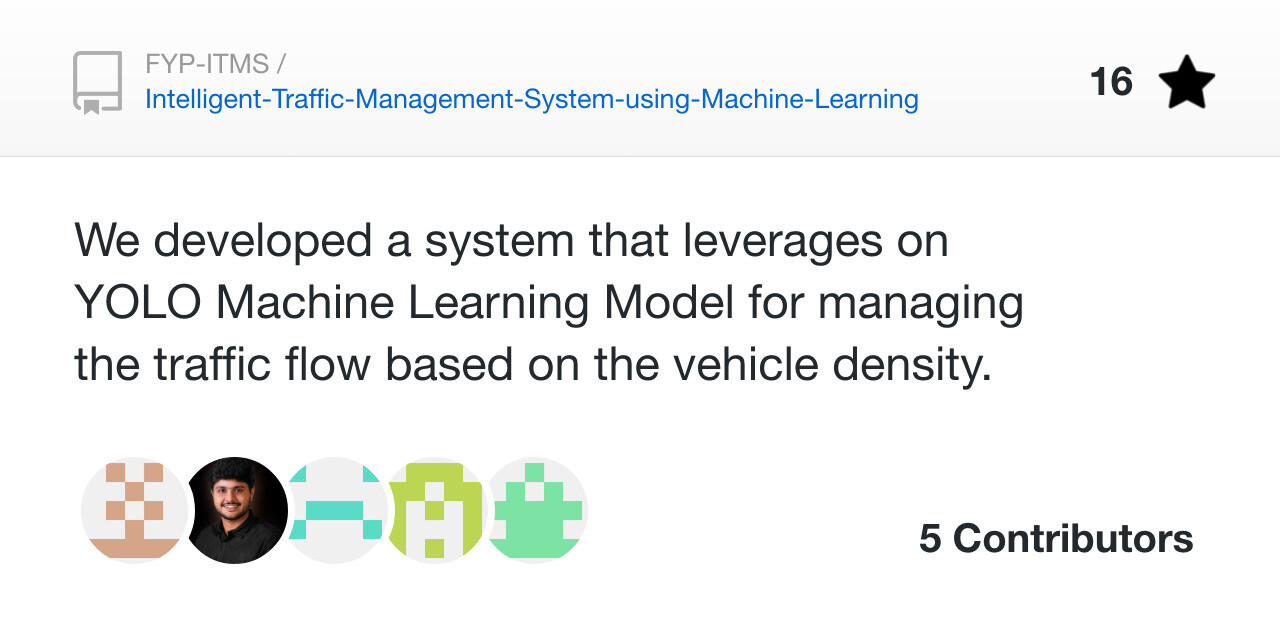 FYP-ITMS /
Intelligent-Traffic-Management-System-using-Machine-Learning
16
We developed a system that leverages on
YOLO Machine Learning Model for managing
the traffic flow based on the vehicle density.
5 Contributors